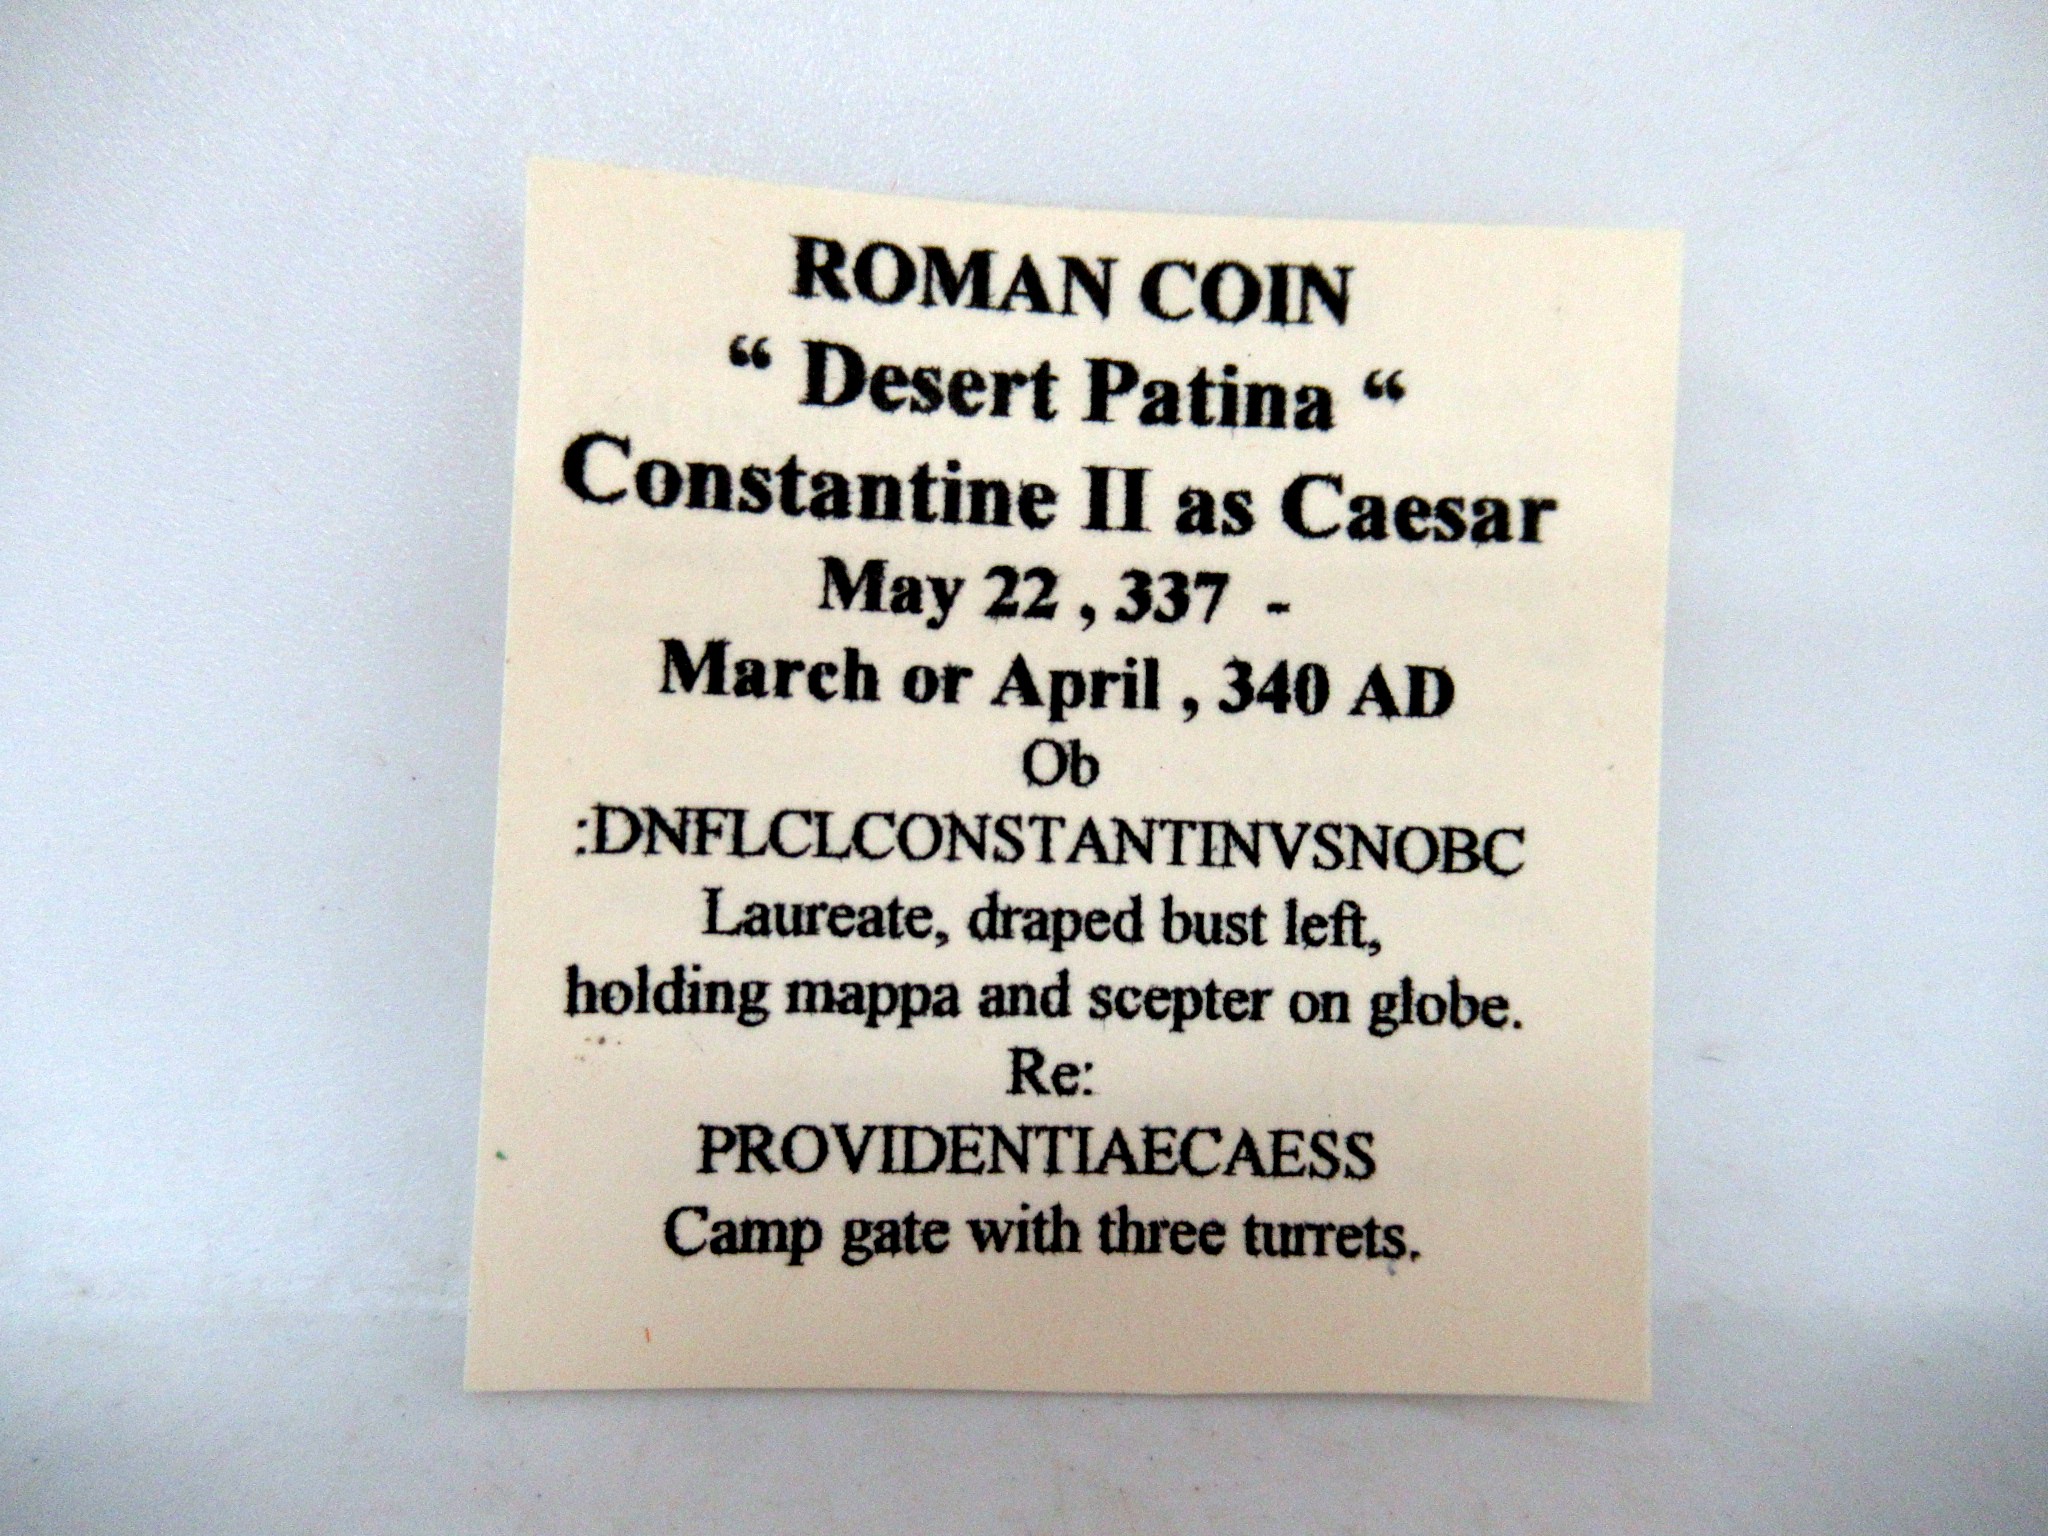 ROMAN COIN
“ Desert Patina “
Constantine II as Caesar
May 22 , 337 -
March or April , 340 AD
Ob
:DNFLCLCONSTANTINVSNOBC
Laureate, draped bust left,
holding mappa and scepter on globe.
Re:
PROVIDENTIAECAESS
Camp gate with three turrets.